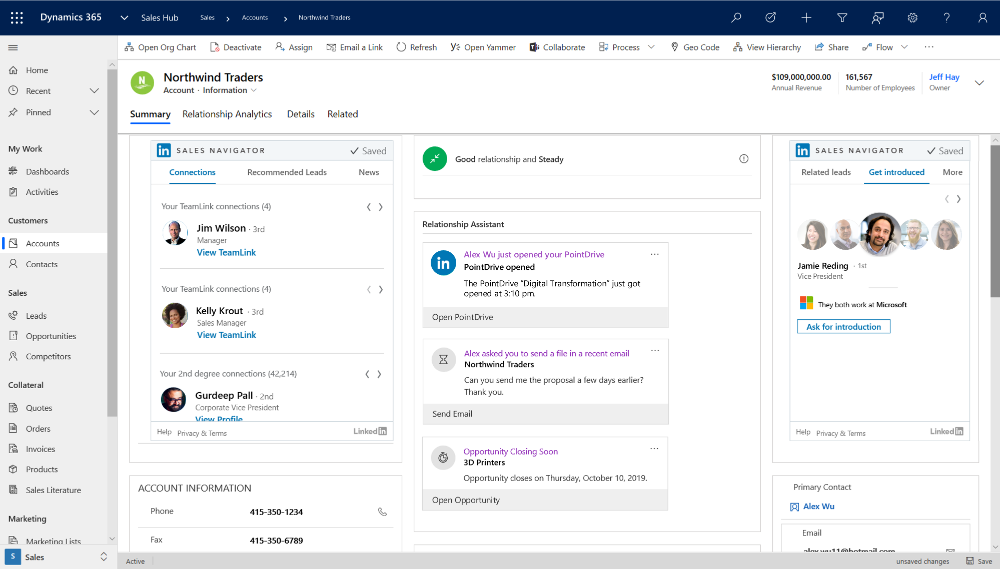 Dynamics 365
Sales Hub
Sales
Accounts
Northwind Traders
Open Org Chart
Deactivate
Assign
Email a Link
Refresh
Open Yammer
Collaborate
Process
Geo Code
View Hierarchy
Share
Flow
Home
Recent
Pinned
My Work
Dashboards
Activities
Customers
Accounts
Contacts
Sales
Leads
Opportunities
Competitors
Collateral
Quotes
Orders
Invoices
Products
Sales Literature
Marketing
Marketing Lists
S Sales
N
Northwind Traders
Account · Information
$109,000,000.00
Annual Revenue
161,567
Number of Employees
Jeff Hay
Owner
Summary
Relationship Analytics
Details
Related
in SALES NAVIGATOR
Saved
Connections
Recommended Leads
News
Your TeamLink connections (4)
Jim Wilson · 3rd
Manager
View TeamLink
Your TeamLink connections (4)
Kelly Krout · 3rd
Sales Manager
View TeamLink
Your 2nd degree connections (42,214)
Gurdeep Pall · 2nd
Corporate Vice President
View Profile
Help Privacy & Terms
LinkedIn
ACCOUNT INFORMATION
Phone 415-350-1234
Fax 415-350-6789
Good relationship and Steady
Relationship Assistant
in
Alex Wu just opened your PointDrive
PointDrive opened
The PointDrive “Digital Transformation” just got
opened at 3:10 pm.
Open PointDrive
Alex asked you to send a file in a recent email
Northwind Traders
Can you send me the proposal a few days earlier?
Thank you.
Send Email
Opportunity Closing Soon
3D Printers
Opportunity closes on Thursday, October 10, 2019.
Open Opportunity
in SALES NAVIGATOR
Saved
Related leads
Get introduced
More
Jamie Reding · 1st
Vice President
They both work at Microsoft
Ask for introduction
Help Privacy & Terms
LinkedIn
Primary Contact
Alex Wu
Email
alex.wu11@hotmail.com
Active
unsaved changes
Save